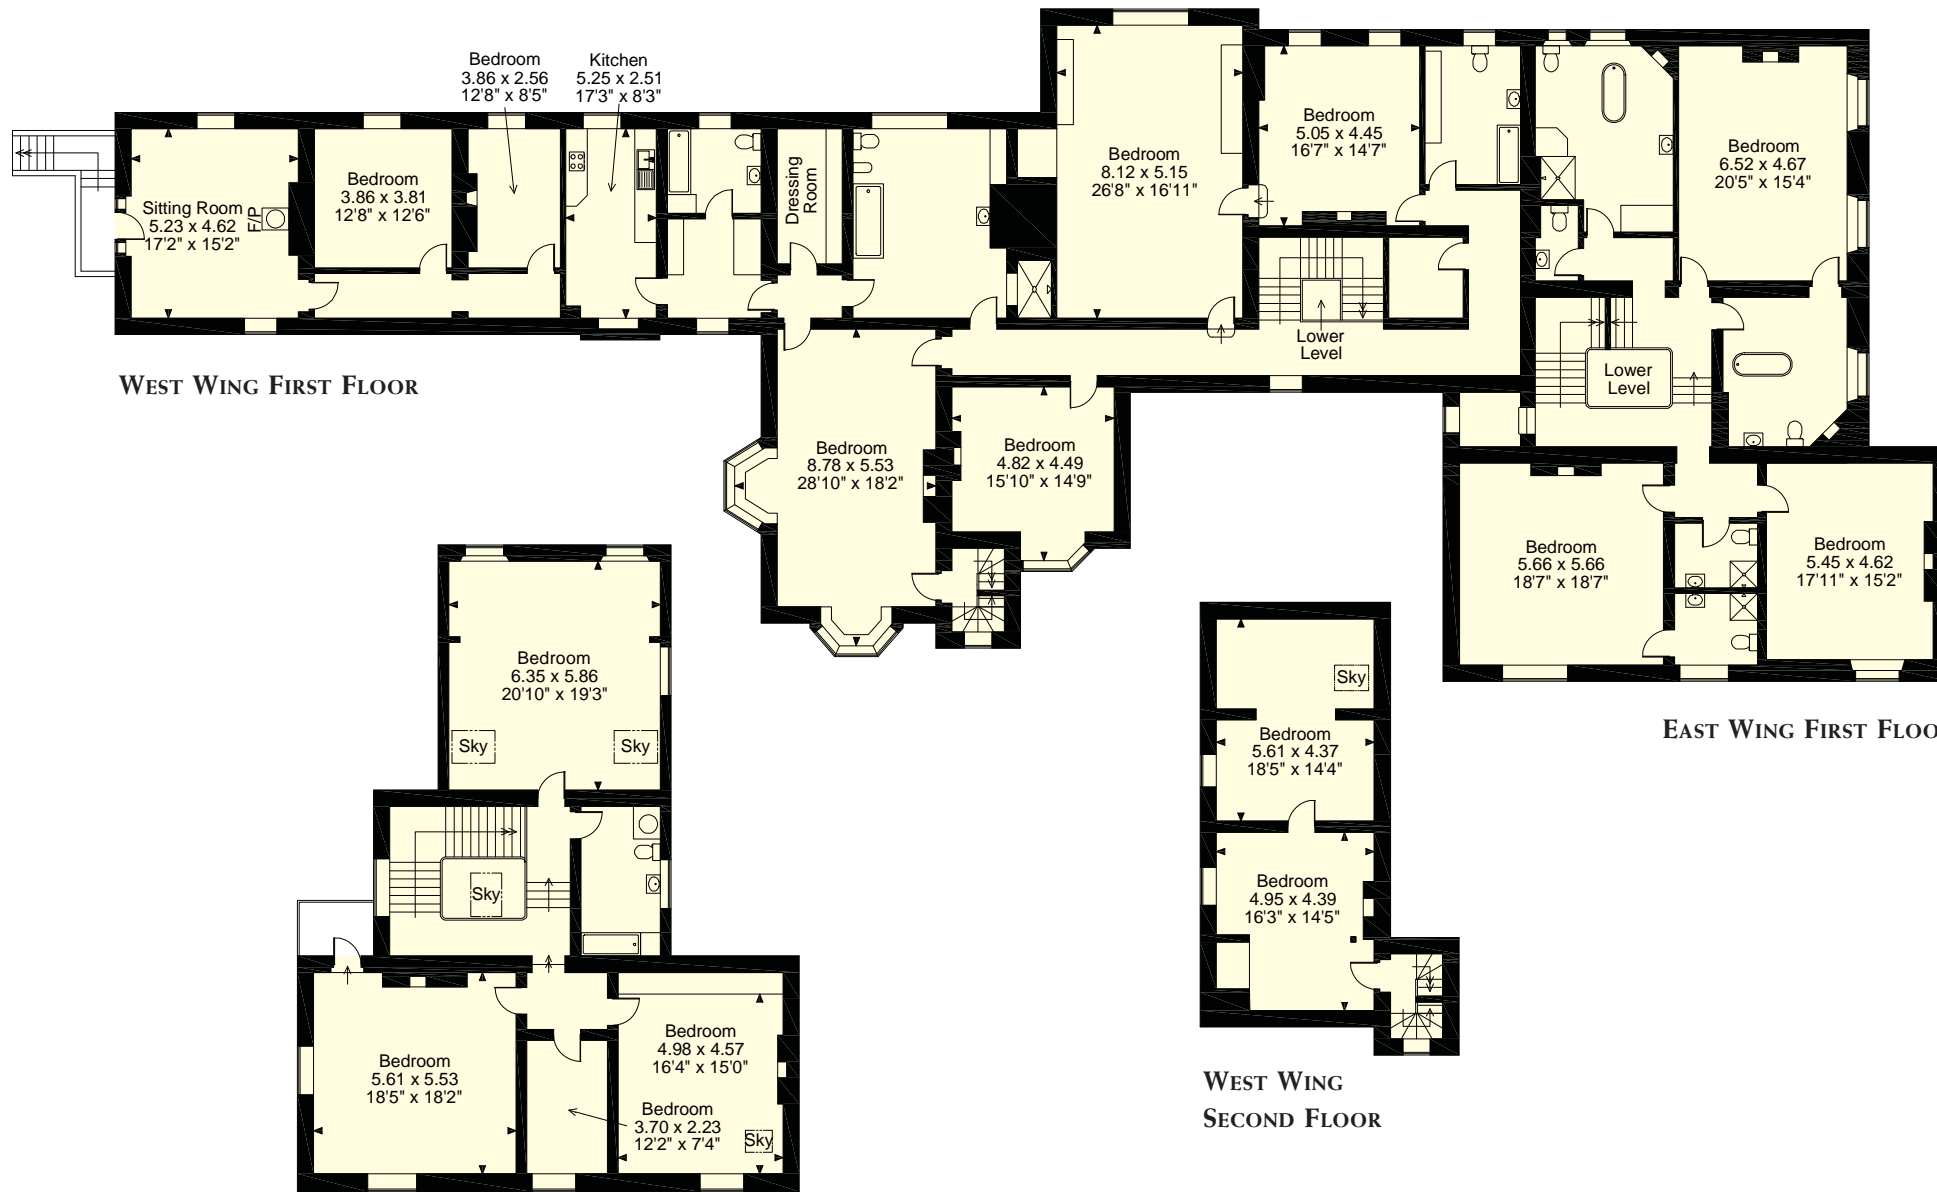 Bedroom
3.86 x 2.56
12'8" x 8'5"
Kitchen
5.25 x 2.51
17'3" x 8'3"
Sitting Room
5.23 x 4.62
17'2" x 15'2"
F/P
Bedroom
3.86 x 3.81
12'8" x 12'6"
Dressing
Room
Bedroom
8.12 x 5.15
26'8" x 16'11"
Bedroom
5.05 x 4.45
16'7" x 14'7"
Bedroom
6.52 x 4.67
20'5" x 15'4"
Lower
Level
Lower
Level
WEST WING FIRST FLOOR
Bedroom
8.78 x 5.53
28'10" x 18'2"
Bedroom
4.82 x 4.49
15'10" x 14'9"
Bedroom
5.66 x 5.66
18'7" x 18'7"
Bedroom
5.45 x 4.62
17'11" x 15'2"
EAST WING FIRST FLOO
Bedroom
6.35 x 5.86
20'10" x 19'3"
Sky
Sky
Sky
Bedroom
5.61 x 5.53
18'5" x 18'2"
Bedroom
4.98 x 4.57
16'4" x 15'0"
Bedroom
3.70 x 2.23
12'2" x 7'4"
Sky
Sky
Bedroom
5.61 x 4.37
18'5" x 14'4"
Bedroom
4.95 x 4.39
16'3" x 14'5"
WEST WING
SECOND FLOOR